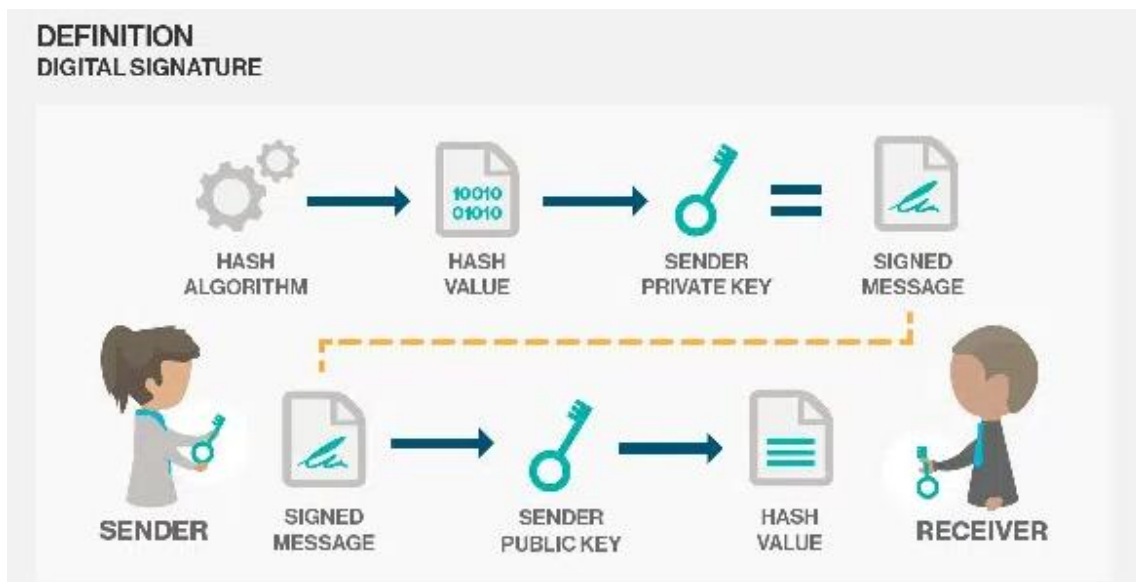 DEFINITION
DIGITAL SIGNATURE
10010
01010
HASH
ALGORITHM
HASH
VALUE
SENDER
PRIVATE KEY
SIGNED
MESSAGE
SENDER
SIGNED
MESSAGE
SENDER
PUBLIC KEY
HASH
VALUE
RECEIVER